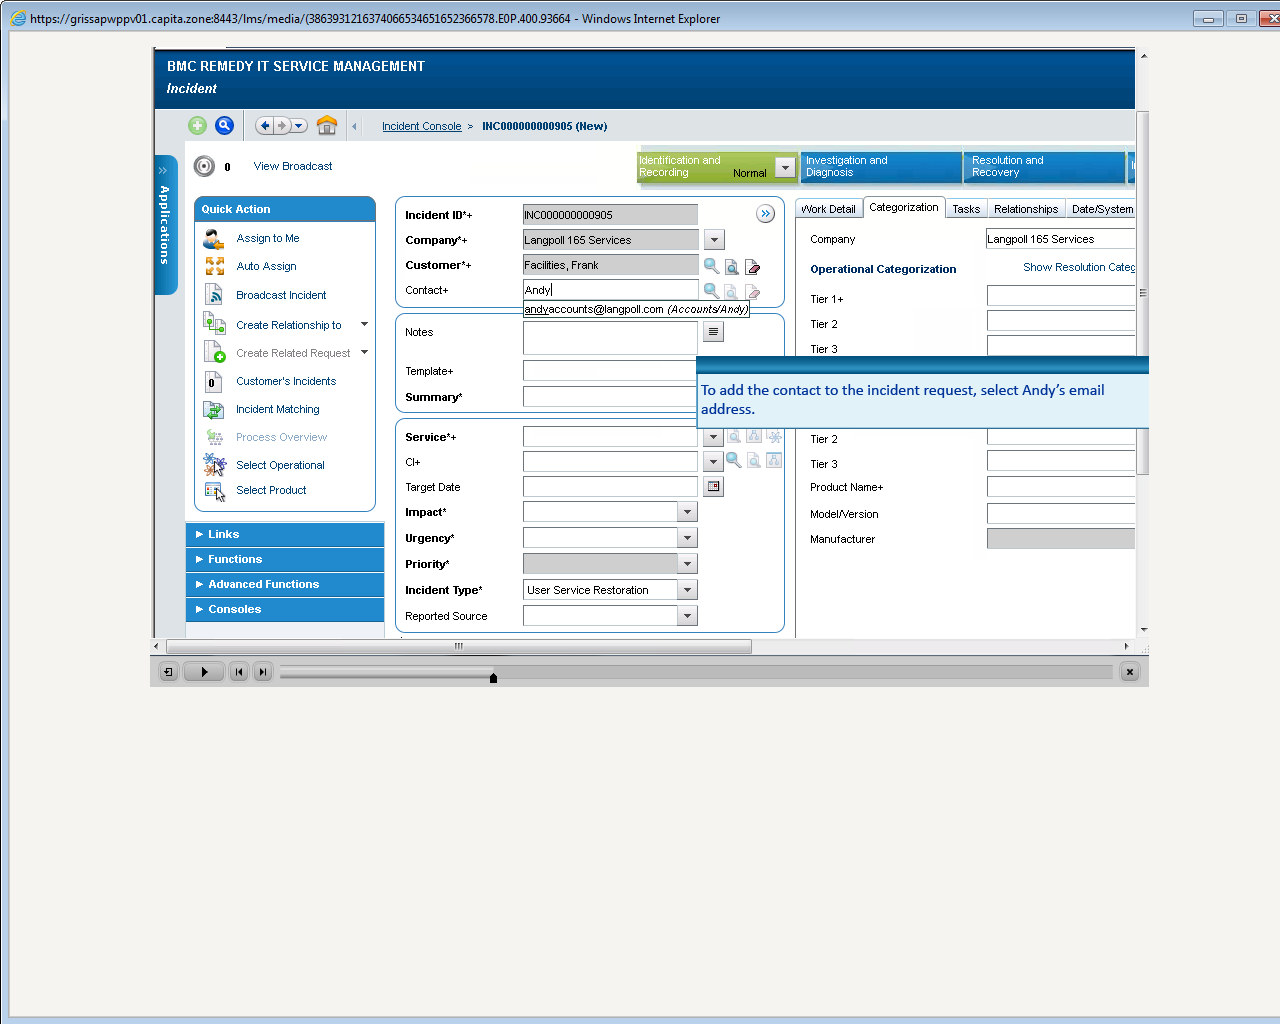 https://grissapwppv01.capita.zone:8443/lms/media/(3863931216374066534651652366578.E0P.400.93664 - Windows Internet Explorer
BMC REMEDY IT SERVICE MANAGEMENT
Incident
Incident Console > INC000000000905 (New)
0 View Broadcast
Identification and Recording Normal
Investigation and Diagnosis
Resolution and Recovery
Applications
Quick Action
Assign to Me
Auto Assign
Broadcast Incident
Create Relationship to
Create Related Request
0 Customer's Incidents
Incident Matching
Process Overview
Select Operational
Select Product
Links
Functions
Advanced Functions
Consoles
Incident ID*+ INC000000000905
Company*+ Langpoll 165 Services
Customer*+ Facilities, Frank
Contact+ Andy
andyaccounts@langpoll.com (Accounts/Andy)
Notes
Template+
Summary*
Service*+
CI+
Target Date
Impact*
Urgency*
Priority*
Incident Type* User Service Restoration
Reported Source
Work Detail Categorization Tasks Relationships Date/System
Company Langpoll 165 Services
Operational Categorization Show Resolution Categ
Tier 1+
Tier 2
Tier 3
To add the contact to the incident request, select Andy's email
address.
Tier 2
Tier 3
Product Name+
Model/Version
Manufacturer